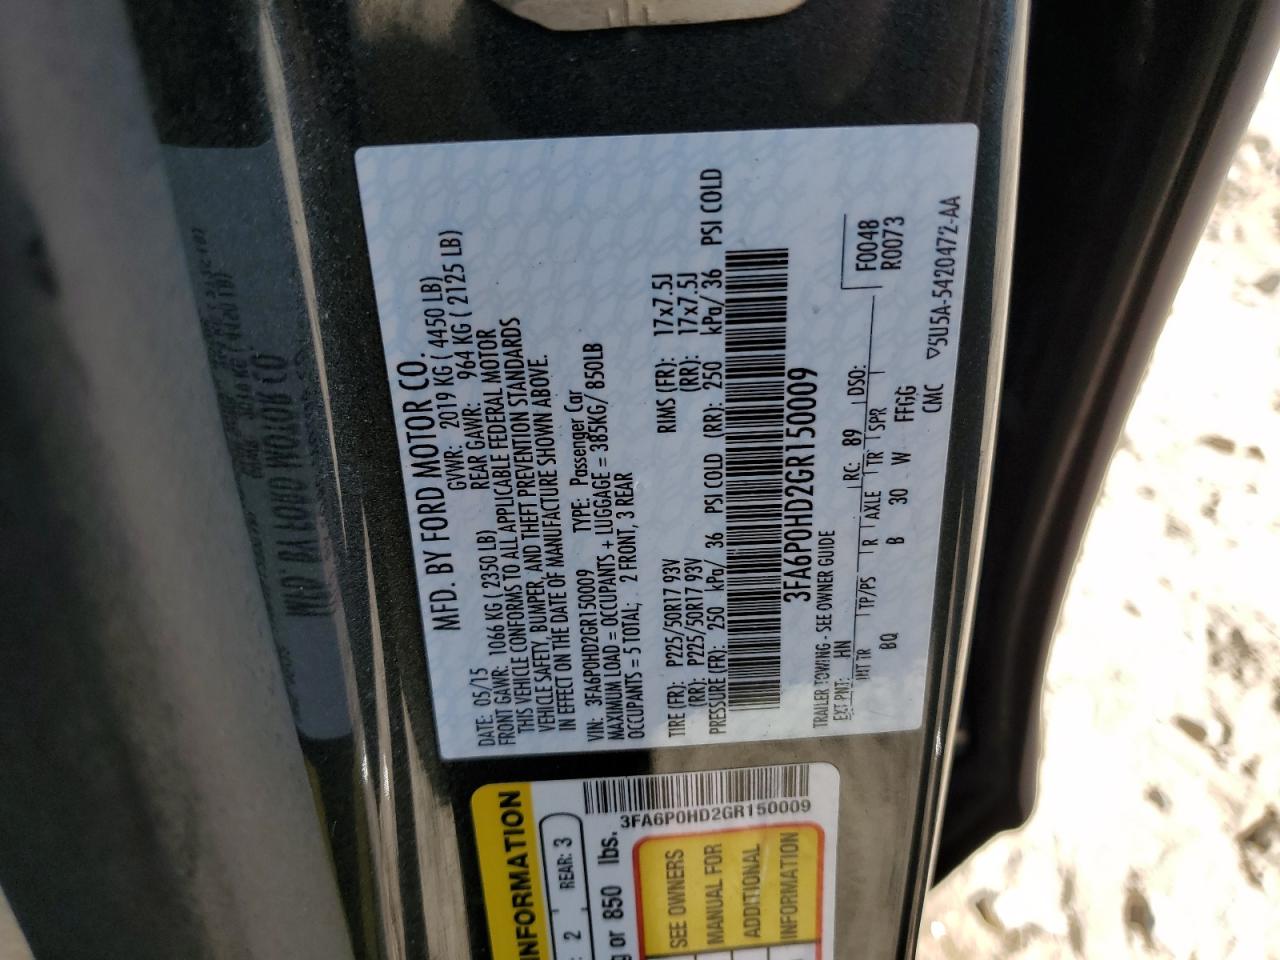 MFD. BY FORD MOTOR CO.
DATE: 05/15 GVWR: 2019 KG ( 4450 LB)
FRONT GAWR: 1066 KG ( 2350 LB) REAR GAWR: 964 KG ( 2125 LB)
THIS VEHICLE CONFORMS TO ALL APPLICABLE FEDERAL MOTOR
VEHICLE SAFETY, BUMPER, AND THEFT PREVENTION STANDARDS
IN EFFECT ON THE DATE OF MANUFACTURE SHOWN ABOVE.
VIN: 3FA6P0HD2GR150009 TYPE: Passenger Car
MAXIMUM LOAD = OCCUPANTS + LUGGAGE = 385KG/ 850LB
OCCUPANTS = 5 TOTAL; 2 FRONT, 3 REAR
TIRE (FR): P225/50R17 93V RIMS (FR): 17x7.5J
(RR): P225/50R17 93V (RR): 17x7.5J
PRESSURE (FR): 250 kPa/ 36 PSI COLD (RR): 250 kPa/ 36 PSI COLD
3FA6P0HD2GR150009
TRAILER TOWING - SEE OWNER GUIDE F0048
EXT PNT: HN RC: 89 DSO: R0073
INT TR TP/PS R AXLE TR SPR
BQ B 30 W FFGG
CMC ▽5U5A-5420472-AA
INFORMATION
2 REAR: 3
or 850 lbs.
3FA6P0HD2GR150009
SEE OWNERS
MANUAL FOR
ADDITIONAL
INFORMATION